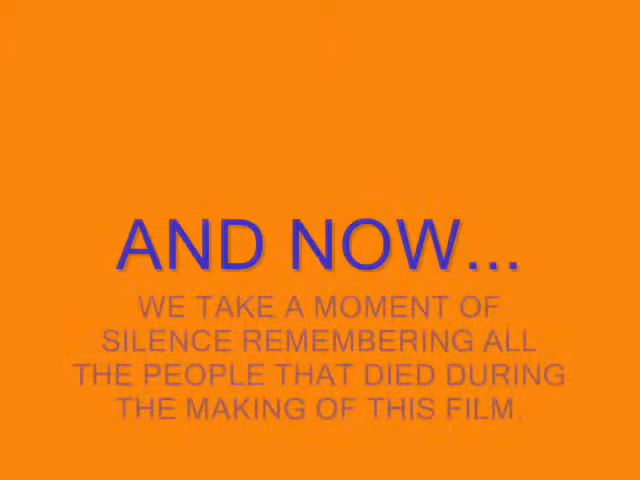 AND NOW...
WE TAKE A MOMENT OF
SILENCE REMEMBERING ALL
THE PEOPLE THAT DIED DURING
THE MAKING OF THIS FILM.